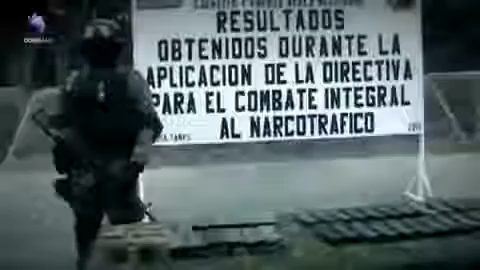 RESULTADOS
OBTENIDOS DURANTE LA
APLICACION DE LA DIRECTIVA
PARA EL COMBATE INTEGRAL
AL NARCOTRAFICO